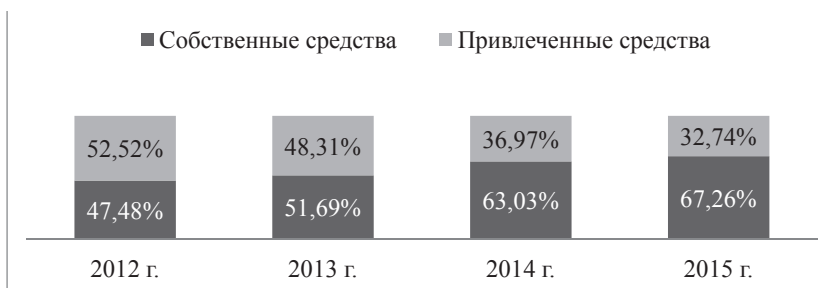 Собственные средства Привлеченные средства
52,52% 48,31% 36,97% 32,74%
47,48% 51,69% 63,03% 67,26%
2012 г. 2013 г. 2014 г. 2015 г.